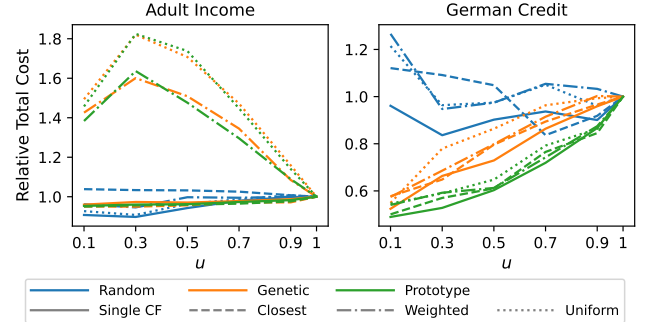 Adult Income
German Credit
Relative Total Cost
1.8
1.6
1.4
1.2
1.0
1.2
1.0
0.8
0.6
0.1 0.3 0.5 0.7 0.9 1
0.1 0.3 0.5 0.7 0.9 1
u
u
Random Genetic Prototype
Single CF Closest Weighted Uniform